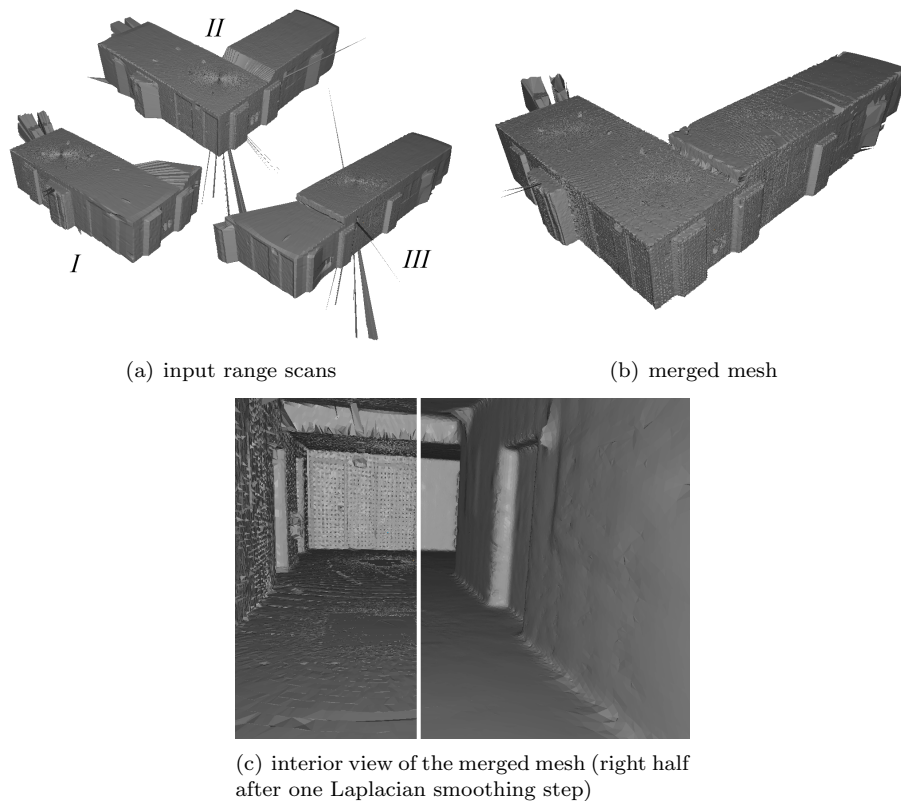 II
I
III
(a) input range scans
(b) merged mesh
(c) interior view of the merged mesh (right half
after one Laplacian smoothing step)